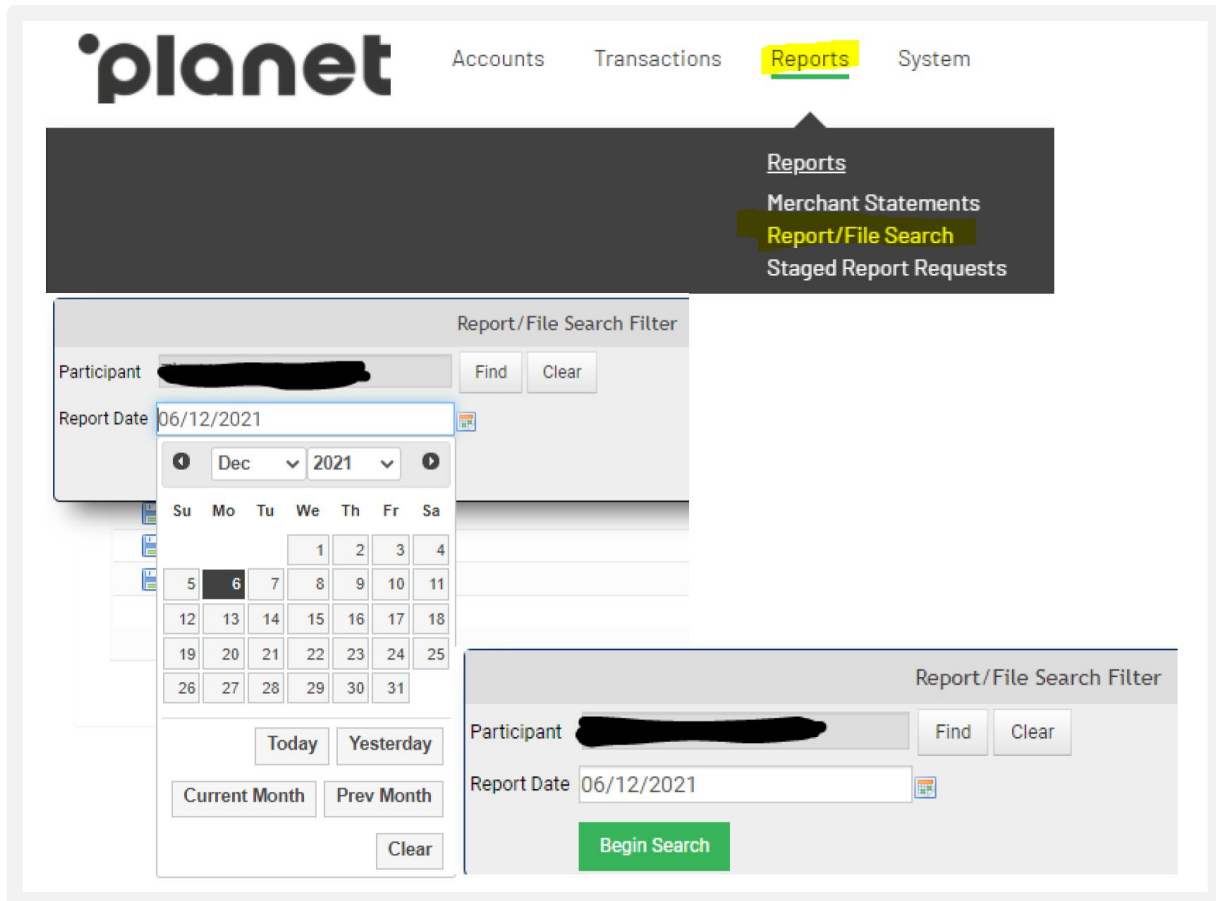 planet
Accounts Transactions Reports System
Reports
Merchant Statements
Report/File Search
Staged Report Requests
Report/File Search Filter
Participant Find Clear
Report Date 06/12/2021
Dec 2021
Su Mo Tu We Th Fr Sa
1 2 3 4
5 6 7 8 9 10 11
12 13 14 15 16 17 18
19 20 21 22 23 24 25
26 27 28 29 30 31
Today Yesterday
Current Month Prev Month
Clear
Report/File Search Filter
Participant Find Clear
Report Date 06/12/2021
Begin Search